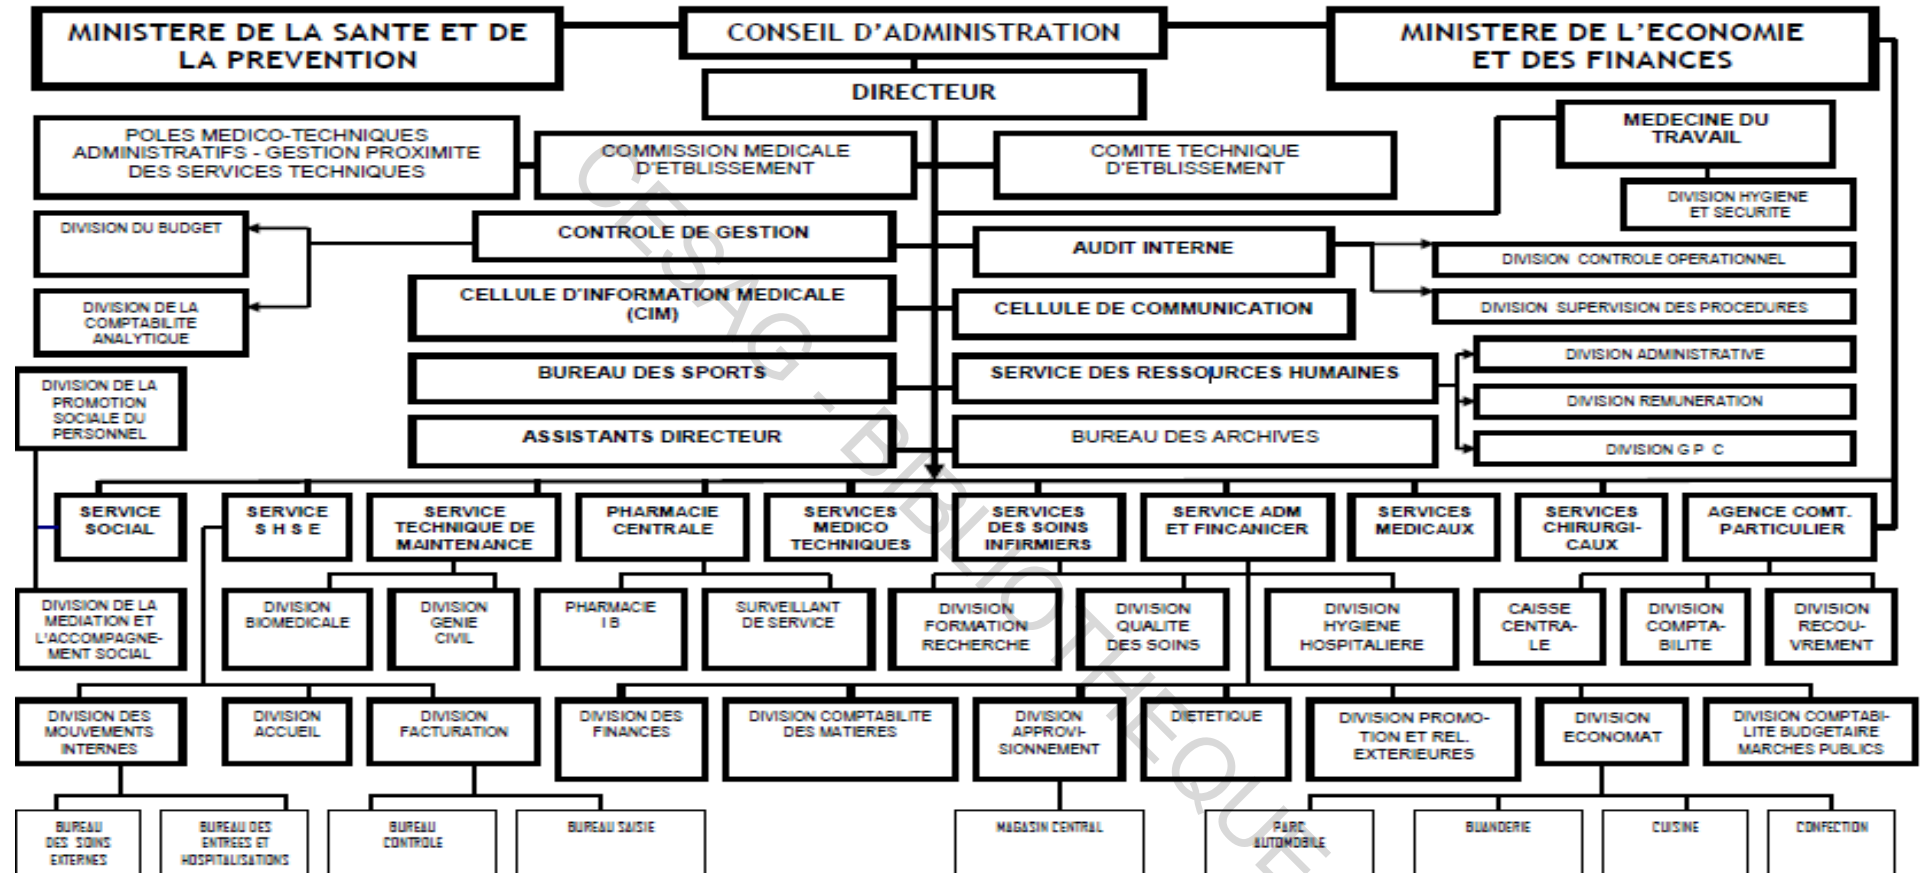 MINISTERE DE LA SANTE ET DE
LA PREVENTION
CONSEIL D'ADMINISTRATION
MINISTERE DE L'ECONOMIE
ET DES FINANCES
DIRECTEUR
MEDECINE DU
TRAVAIL
POLES MEDICO-TECHNIQUES
ADMINISTRATIFS - GESTION PROXIMITE
DES SERVICES TECHNIQUES
COMMISSION MEDICALE
D'ETBLISSEMENT
COMITE TECHNIQUE
D'ETBLISSEMENT
DIVISION HYGIENE
ET SECURITE
DIVISION DU BUDGET
CONTROLE DE GESTION
AUDIT INTERNE
DIVISION CONTROLE OPERATIONNEL
DIVISION DE LA
COMPTABILITE
ANALYTIQUE
CELLULE D'INFORMATION MEDICALE
(CIM)
CELLULE DE COMMUNICATION
DIVISION SUPERVISION DES PROCEDURES
DIVISION DE LA
PROMOTION
SOCIALE DU
PERSONNEL
BUREAU DES SPORTS
SERVICE DES RESSOURCES HUMAINES
DIVISION ADMINISTRATIVE
DIVISION REMUNERATION
DIVISION G P C
ASSISTANTS DIRECTEUR
BUREAU DES ARCHIVES
SERVICE
SOCIAL
SERVICE
S H S E
SERVICE
TECHNIQUE DE
MAINTENANCE
PHARMACIE
CENTRALE
SERVICES
MEDICO
TECHNIQUES
SERVICES
DES SOINS
INFIRMIERS
SERVICE ADM
ET FINCANICER
SERVICES
MEDICAUX
SERVICES
CHIRURGI-
CAUX
AGENCE COMT.
PARTICULIER
DIVISION DE LA
MEDIATION ET
L'ACCOMPAGNE-
MENT SOCIAL
DIVISION
BIOMEDICALE
DIVISION
GENIE
CIVIL
PHARMACIE
I B
SURVEILLANT
DE SERVICE
DIVISION
FORMATION
RECHERCHE
DIVISION
QUALITE
DES SOINS
DIVISION
HYGIENE
HOSPITALIERE
CAISSE
CENTRA-
LE
DIVISION
COMPTA-
BILITE
DIVISION
RECOU-
VREMENT
DIVISION DES
MOUVEMENTS
INTERNES
DIVISION
ACCUEIL
DIVISION
FACTURATION
DIVISION DES
FINANCES
DIVISION COMPTABILITE
DES MATIERES
DIVISION
APPROVI-
SIONNEMENT
DIETETIQUE
DIVISION PROMO-
TION ET REL.
EXTERIEURES
DIVISION
ECONOMAT
DIVISION COMPTABI-
LITE BUDGETAIRE
MARCHES PUBLICS
BUREAU
DES SOINS
EXTERNES
BUREAU DES
ENTREES ET
HOSPITALISATIONS
BUREAU
CONTROLE
BUREAU SAISIE
MAGASIN CENTRAL
PARC
AUTOMOBILE
BUANDERIE
CUISINE
CONFECTION
CESAG - BIBLIOTHEQUE